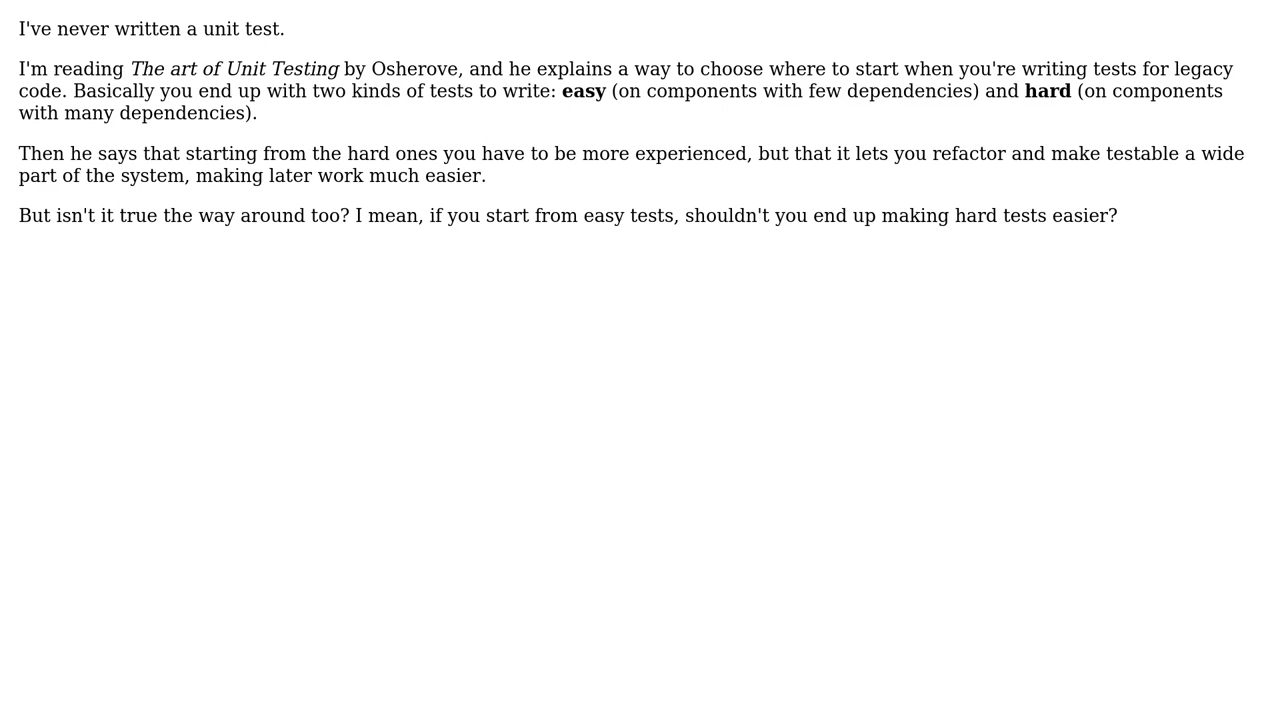 I've never written a unit test.
I'm reading The art of Unit Testing by Osherove, and he explains a way to choose where to start when you're writing tests for legacy
code. Basically you end up with two kinds of tests to write: easy (on components with few dependencies) and hard (on components
with many dependencies).
Then he says that starting from the hard ones you have to be more experienced, but that it lets you refactor and make testable a wide
part of the system, making later work much easier.
But isn't it true the way around too? I mean, if you start from easy tests, shouldn't you end up making hard tests easier?